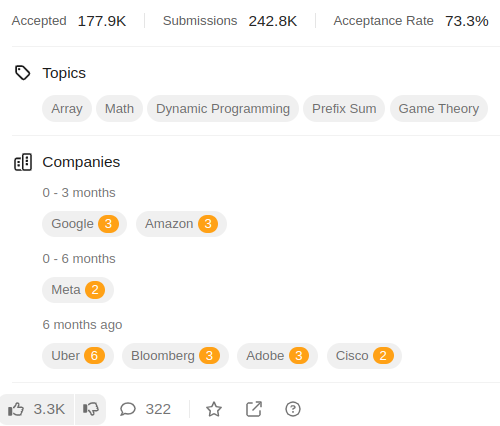 Accepted 177.9K Submissions 242.8K Acceptance Rate 73.3%
Topics
Array Math Dynamic Programming Prefix Sum Game Theory
Companies
0 - 3 months
Google 3 Amazon 3
0 - 6 months
Meta 2
6 months ago
Uber 6 Bloomberg 3 Adobe 3 Cisco 2
3.3K 322